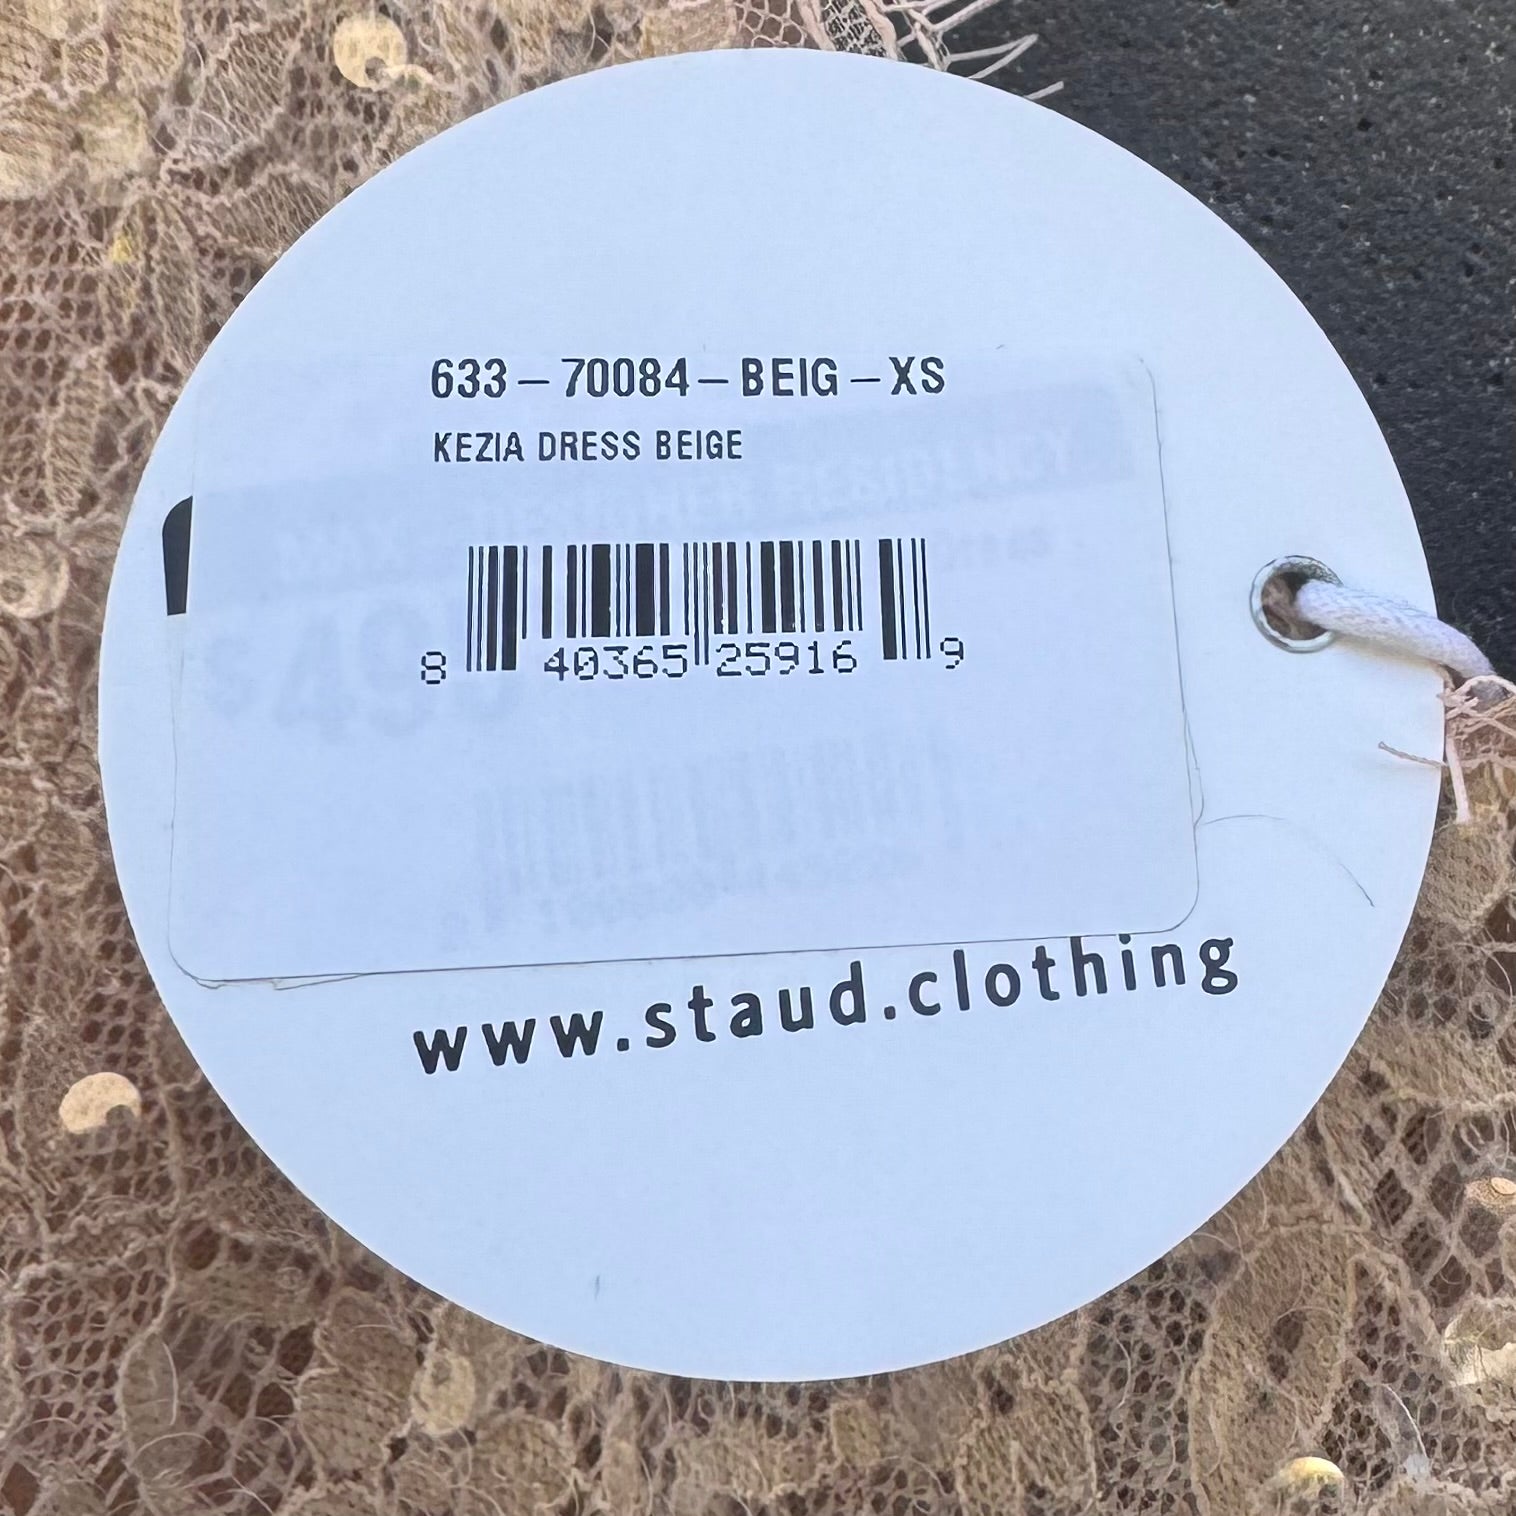 633-70084-BEIG-XS
KEZIA DRESS BEIGE
8 40365 25916 9
www.staud.clothing